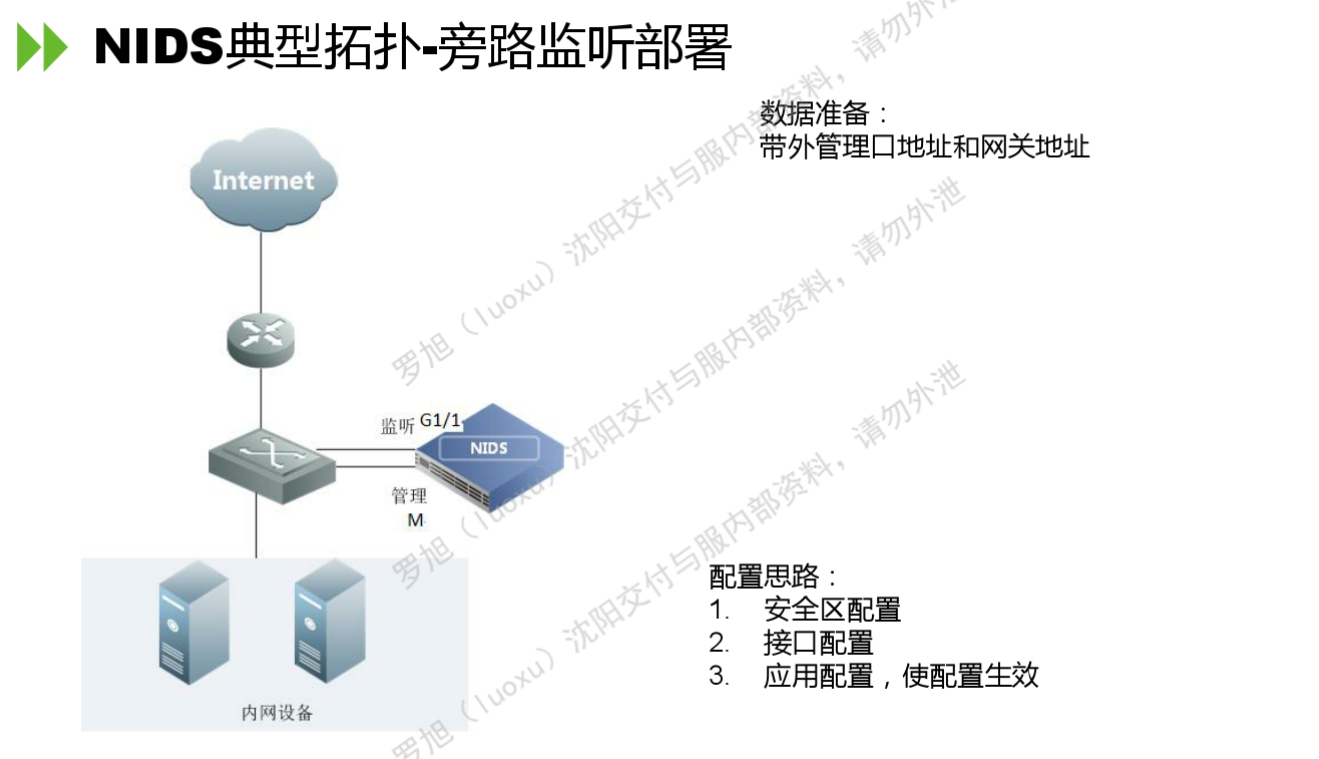 NIDS典型拓扑-旁路监听部署
数据准备：
带外管理口地址和网关地址
Internet
监听 G1/1
NIDS
管理
M
内网设备
配置思路：
1. 安全区配置
2. 接口配置
3. 应用配置，使配置生效
罗旭（luoxu）沈阳交付与服内部资料，请勿外泄
罗旭（luoxu）沈阳交付与服内部资料，请勿外泄
罗旭（luoxu）沈阳交付与服内部资料，请勿外泄